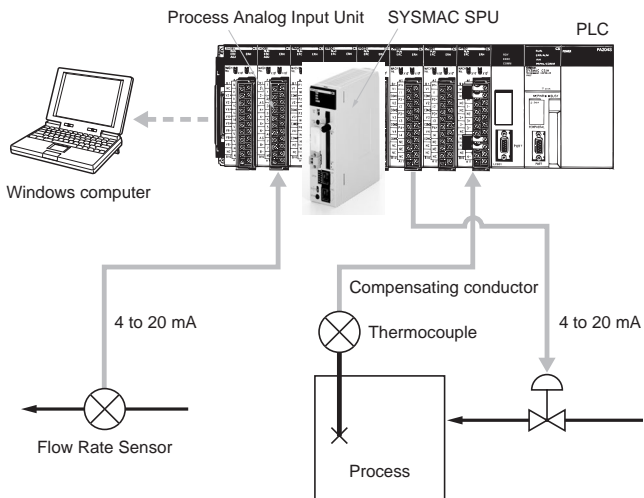 Process Analog Input Unit
SYSMAC SPU
PLC
PA204S
Windows computer
Compensating conductor
4 to 20 mA
Thermocouple
4 to 20 mA
Flow Rate Sensor
Process